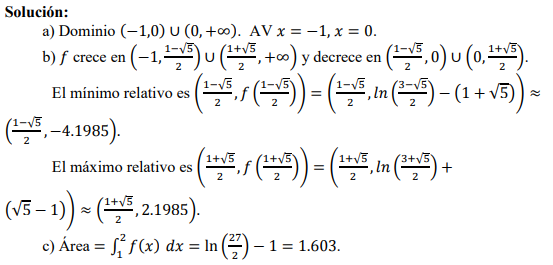 Solución:
a) Dominio (−1,0) ∪ (0, +∞). AV x = −1, x = 0.
b) f crece en (−1, (1−√5)/2) ∪ ((1+√5)/2, +∞) y decrece en ((1−√5)/2, 0) ∪ (0, (1+√5)/2).
El mínimo relativo es ((1−√5)/2, f((1−√5)/2)) = ((1−√5)/2, ln((3−√5)/2) − (1 + √5)) ≈
((1−√5)/2, −4.1985).
El máximo relativo es ((1+√5)/2, f((1+√5)/2)) = ((1+√5)/2, ln((3+√5)/2) +
(√5 − 1)) ≈ ((1+√5)/2, 2.1985).
c) Área = ∫₁² f(x) dx = ln(27/2) − 1 = 1.603.